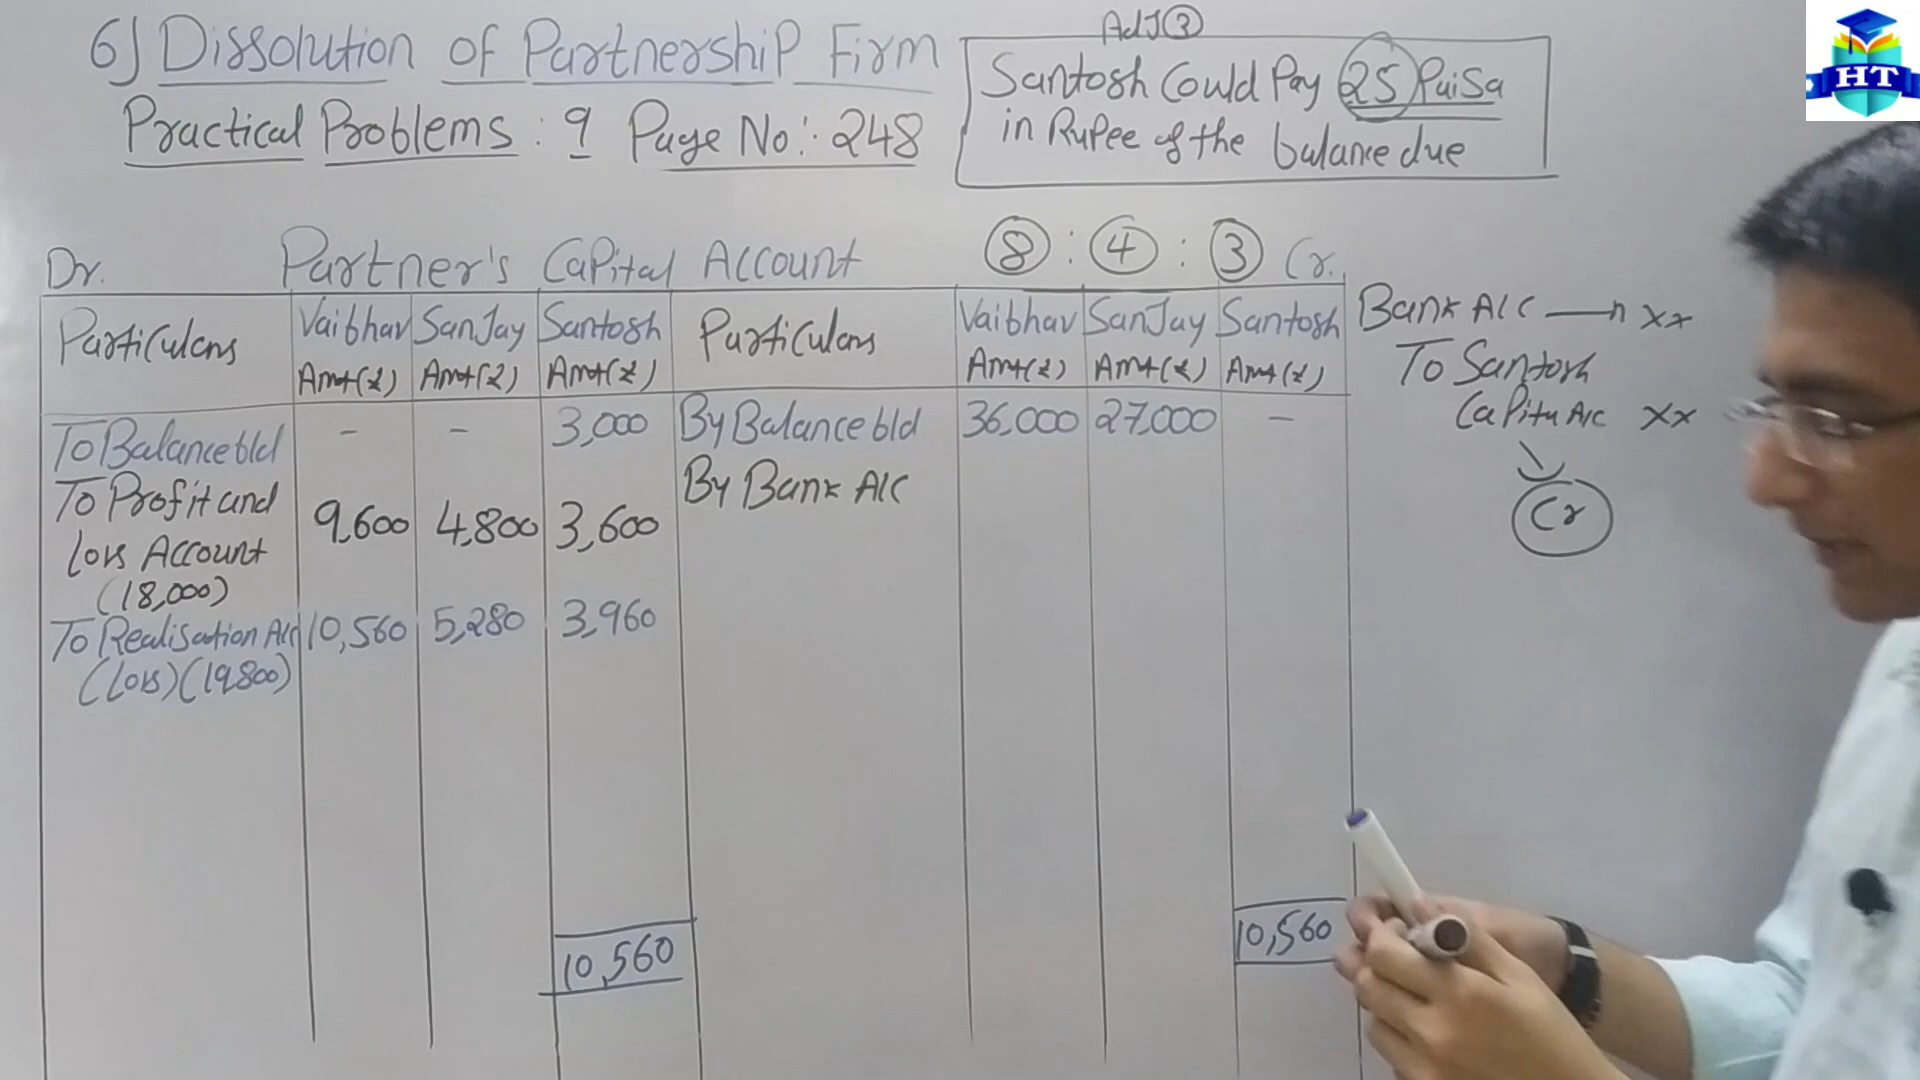 6) Dissolution of Partnership Firm
Practical Problems : 9 Page No:- 248
Adj 3
Santosh Could Pay 25 Paisa
in Rupee of the balance due
HT
Dr. Partner's Capital Account 8 : 4 : 3 Cr.
Particulars Vaibhav Amt(₹) Sanjay Amt(₹) Santosh Amt(₹) Particulars Vaibhav Amt(₹) Sanjay Amt(₹) Santosh Amt(₹)
To Balance b/d - - 3,000 By Balance b/d 36,000 27,000 -
To Profit and 9,600 4,800 3,600 By Bank A/C
Loss Account
(18,000)
To Realisation A/c 10,560 5,280 3,960
(Loss) (19,800)
10,560 10,560
Bank A/C xx
To Santosh
Capital A/c xx
Cr